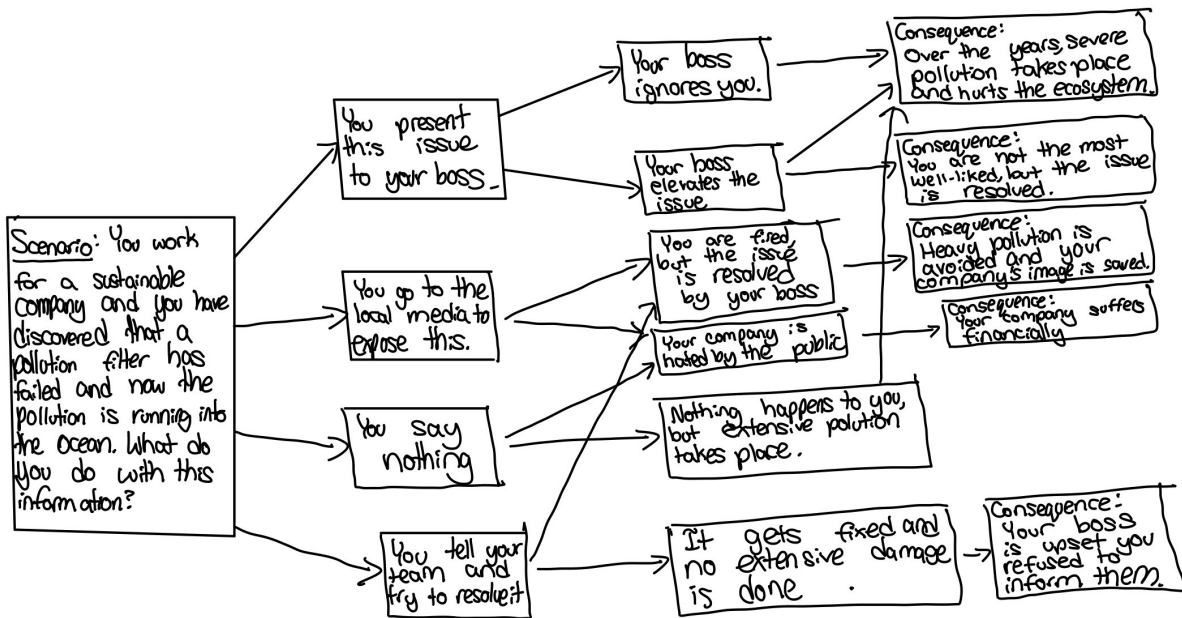 Scenario: You work
for a sustainable
company and you have
discovered that a
pollution filter has
failed and now the
pollution is running into
the ocean. What do
you do with this
information?
You present
this issue
to your boss.
You go to the
local media to
expose this.
You say
nothing
You tell your
team and
try to resolve it
Your boss
ignores you.
Your boss
elevates the
issue
You are fired,
but the issue
is resolved
by your boss
Your company is
hated by the public
Nothing happens to you,
but extensive polution
takes place.
It gets fixed and
no extensive damage
is done.
Consequence:
Over the years, severe
pollution takes place
and hurts the ecosystem.
Consequence:
You are not the most
well-liked, but the issue
is resolved.
Consequence:
Heavy pollution is
avoided and your
company's image is saved.
Consequence:
Your company suffers
financially
Consequence:
Your boss
is upset you
refused to
inform them.